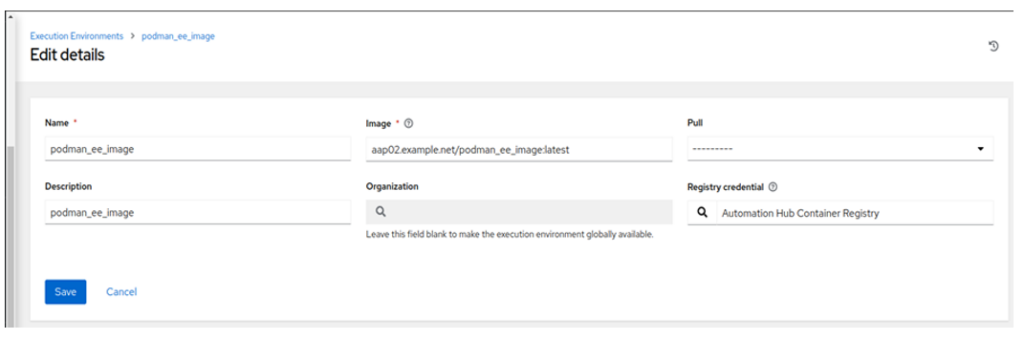 Execution Environments > podman_ee_image
Edit details
Name *
Image *
Pull
podman_ee_image
aap02.example.net/podman_ee_image:latest
---------
Description
Organization
Registry credential
podman_ee_image
Automation Hub Container Registry
Leave this field blank to make the execution environment globally available.
Save
Cancel